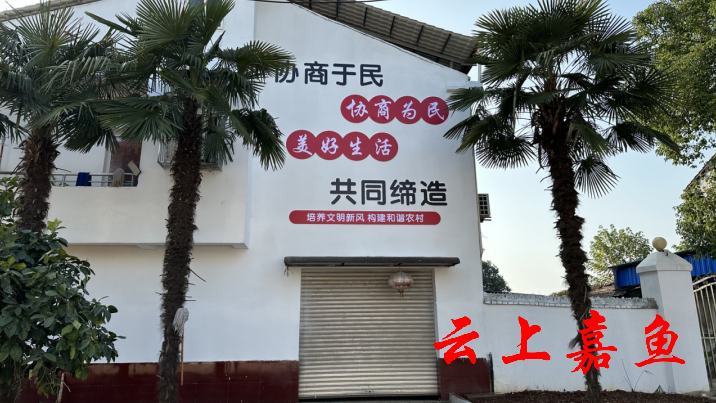 协商于民
协商为民
美好生活
共同缔造
培养文明新风 构建和谐农村
云上嘉鱼